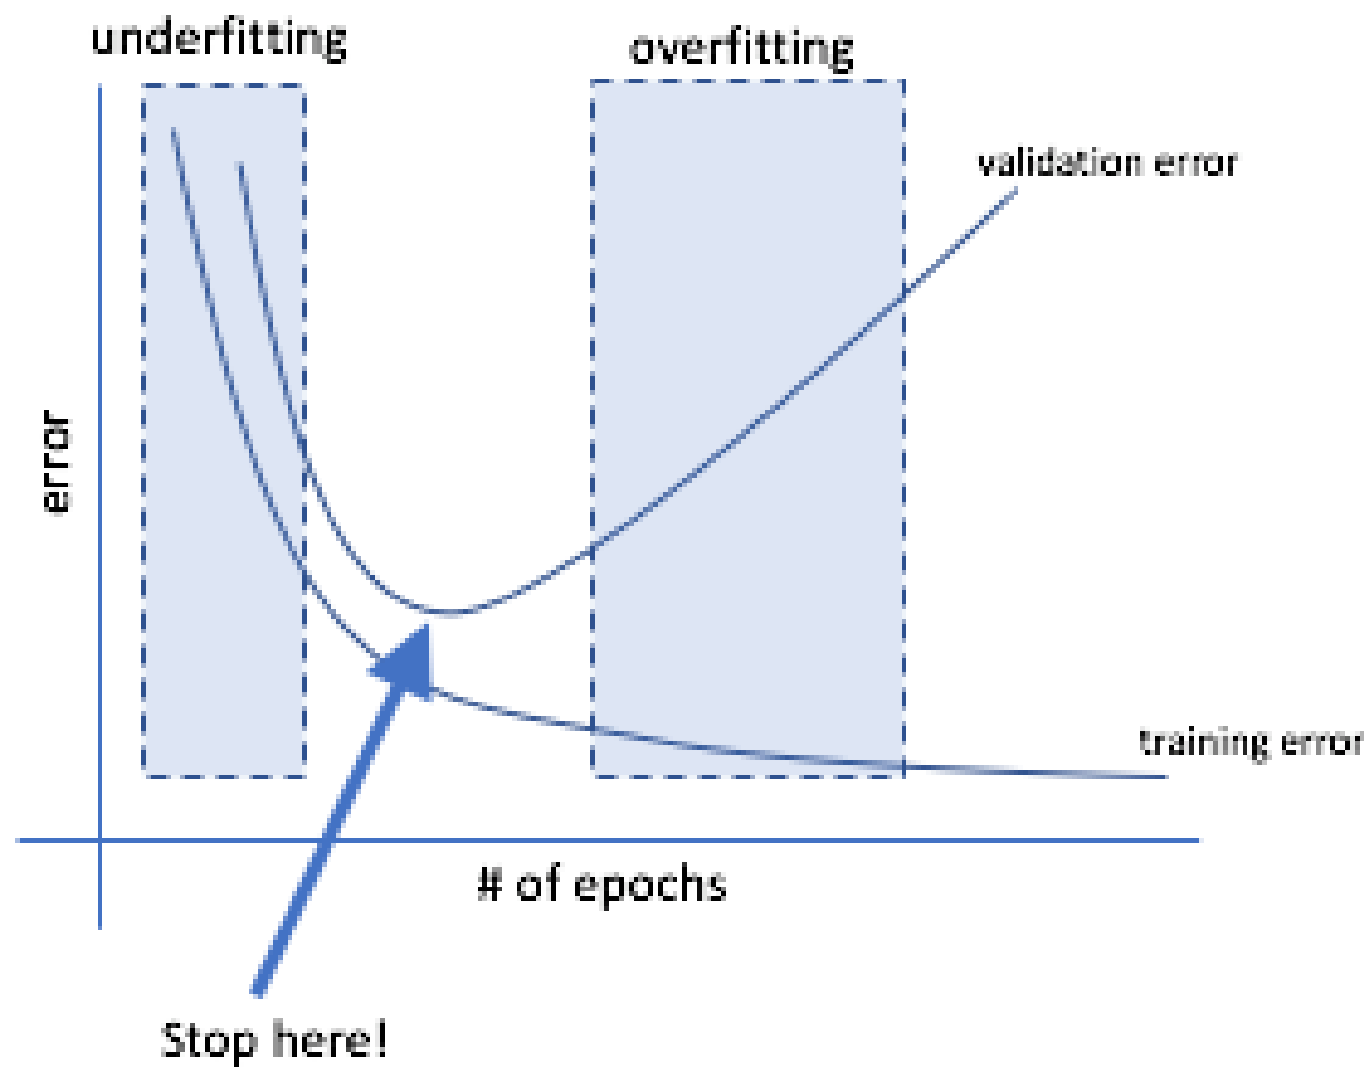 underfitting
overfitting
validation error
error
training error
# of epochs
Stop here!